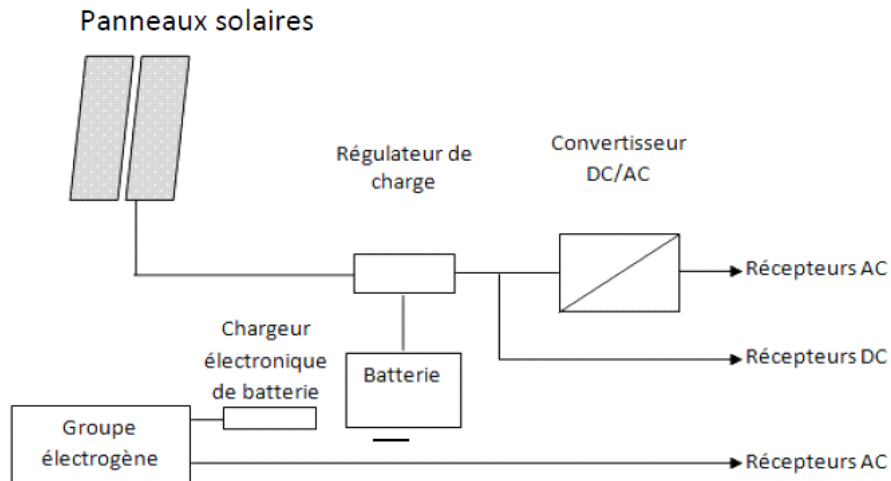 Panneaux solaires
Régulateur de
charge
Convertisseur
DC/AC
Récepteurs AC
Chargeur
électronique
de batterie
Batterie
Récepteurs DC
Groupe
électrogène
Récepteurs AC